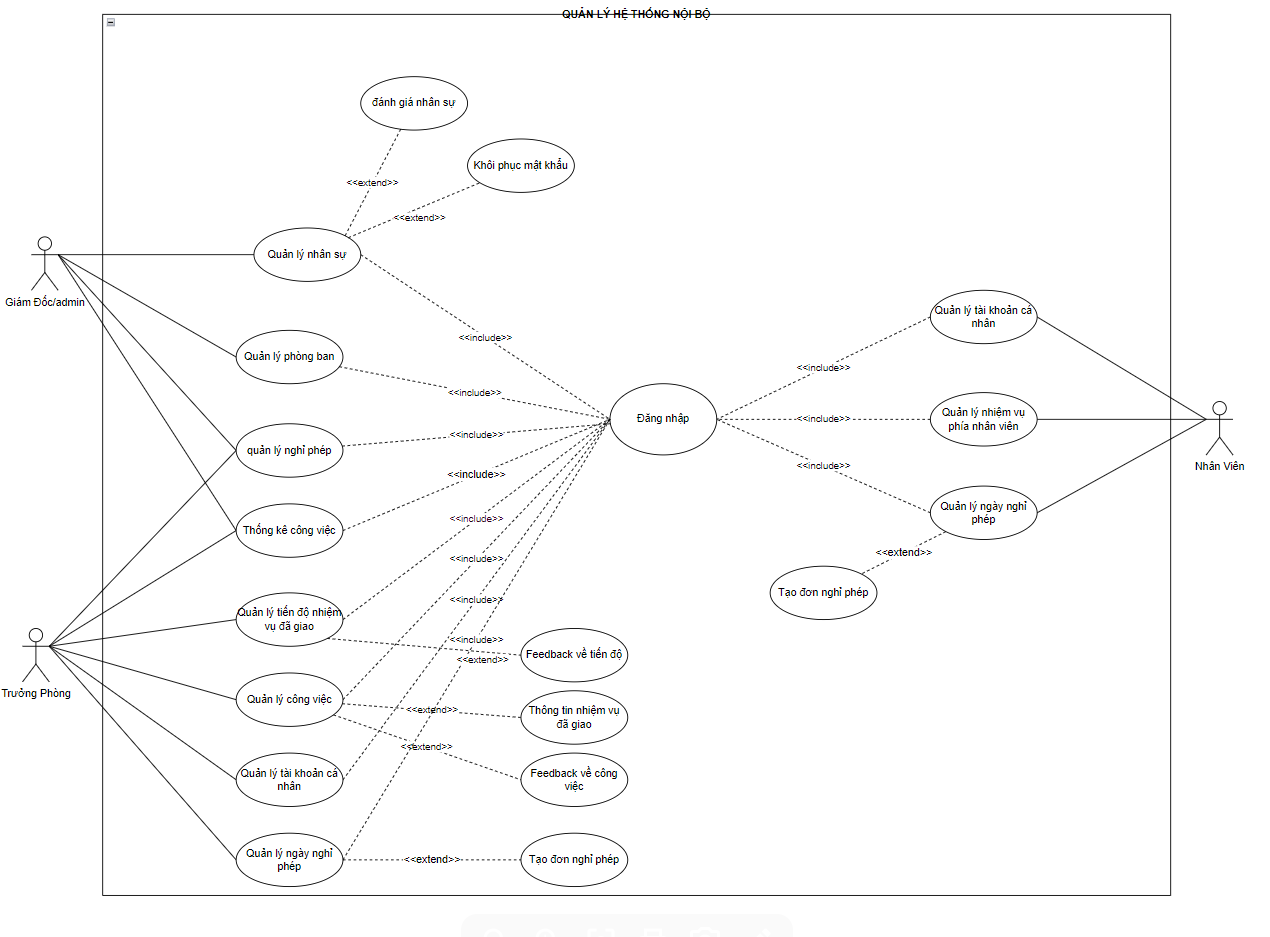 QUẢN LÝ HỆ THỐNG NỘI BỘ
đánh giá nhân sự
Khôi phục mật khẩu
<<extend>>
<<extend>>
Quản lý nhân sự
Giám Đốc/admin
<<include>>
Quản lý tài khoản cá
nhân
Quản lý phòng ban
<<include>>
<<include>>
Đăng nhập
<<include>>
Quản lý nhiệm vụ
phía nhân viên
quản lý nghỉ phép
<<include>>
<<include>>
Nhân Viên
Thống kê công việc
<<include>>
Quản lý ngày nghỉ
phép
<<include>>
<<extend>>
<<include>>
Tạo đơn nghỉ phép
Quản lý tiến độ nhiệm
vụ đã giao
<<include>>
<<include>>
<<extend>>
Feedback về tiến độ
Trưởng Phòng
Quản lý công việc
<<extend>>
Thông tin nhiệm vụ
đã giao
<<extend>>
Quản lý tài khoản cá
nhân
Feedback về công
việc
Quản lý ngày nghỉ
phép
<<extend>>
Tạo đơn nghỉ phép